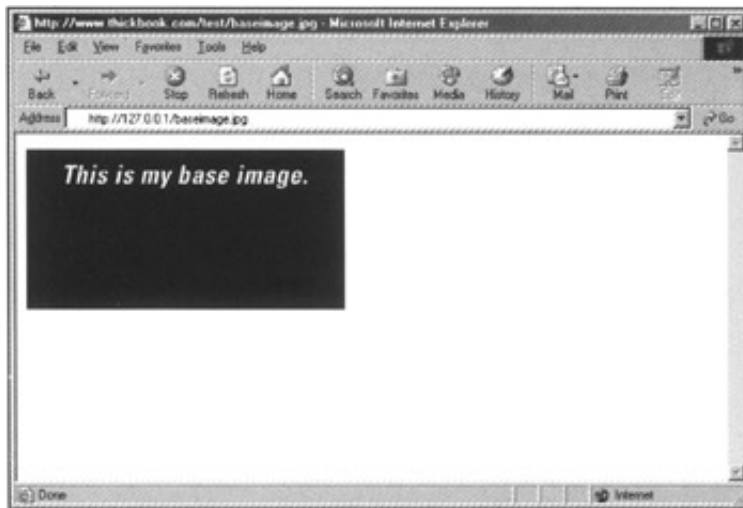 http://www.thickbook.com/test/baseimage.jpg - Microsoft Internet Explorer
File Edit View Favorites Tools Help
Back Forward Stop Refresh Home Search Favorites Media History Mail Print Edit
Address http://127.0.0.1/baseimage.jpg Go
This is my base image.
Done Internet